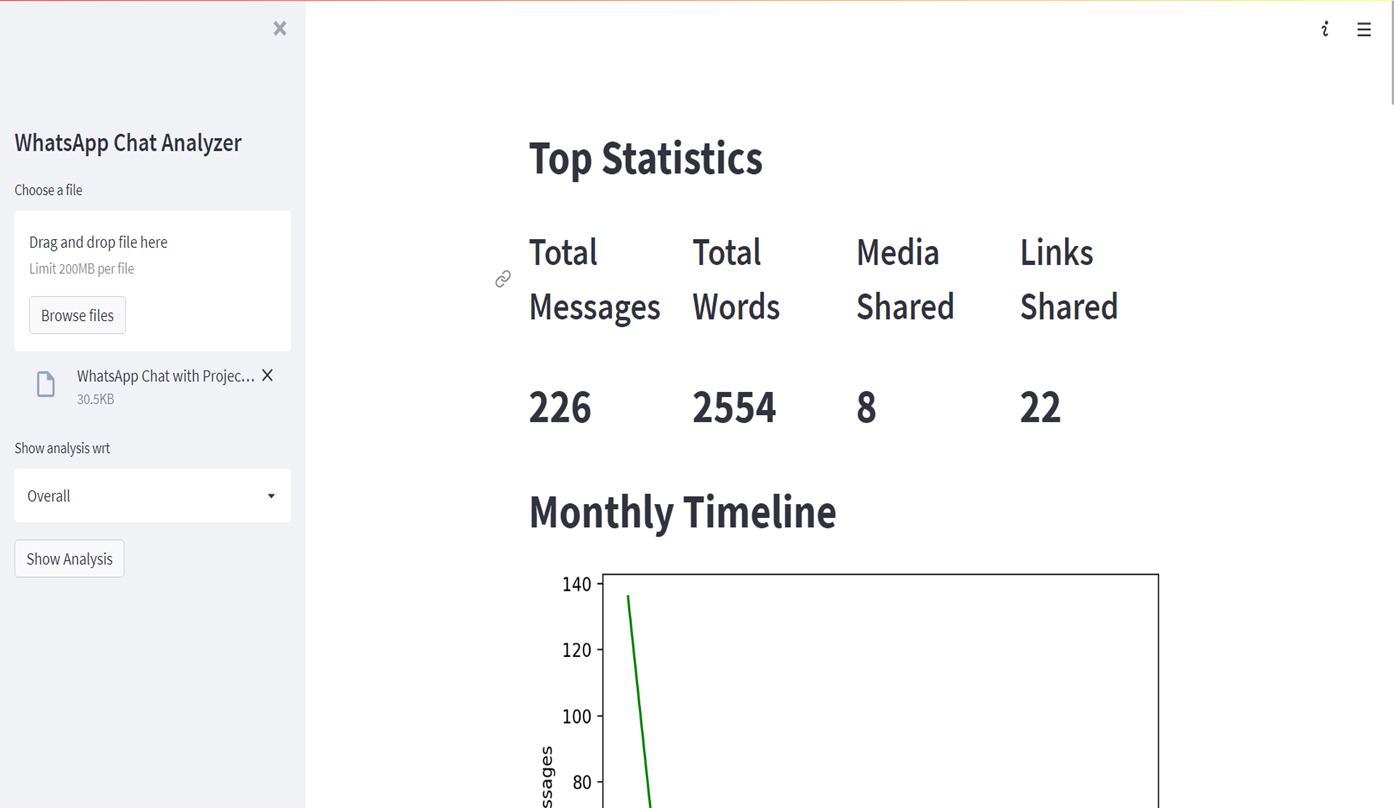 WhatsApp Chat Analyzer
Choose a file
Drag and drop file here
Limit 200MB per file
Browse files
WhatsApp Chat with Projec...
30.5KB
Show analysis wrt
Overall
Show Analysis
Top Statistics
Total Messages
Total Words
Media Shared
Links Shared
226
2554
8
22
Monthly Timeline
140
120
100
80